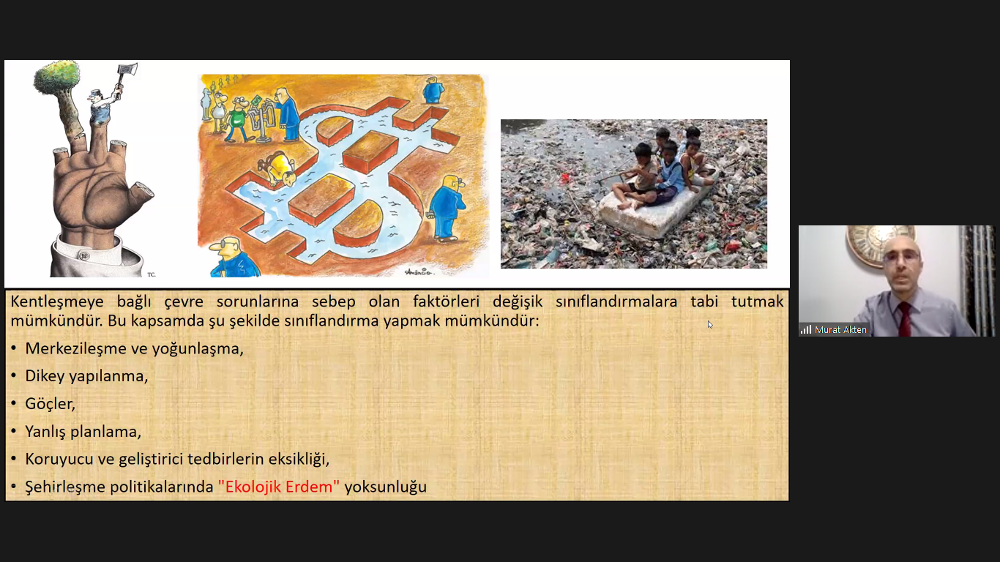 TC.
Amâncio.
Kentleşmeye bağlı çevre sorunlarına sebep olan faktörleri değişik sınıflandırmalara tabi tutmak
mümkündür. Bu kapsamda şu şekilde sınıflandırma yapmak mümkündür:
• Merkezileşme ve yoğunlaşma,
• Dikey yapılanma,
• Göçler,
• Yanlış planlama,
• Koruyucu ve geliştirici tedbirlerin eksikliği,
• Şehirleşme politikalarında "Ekolojik Erdem" yoksunluğu
Murat Akten